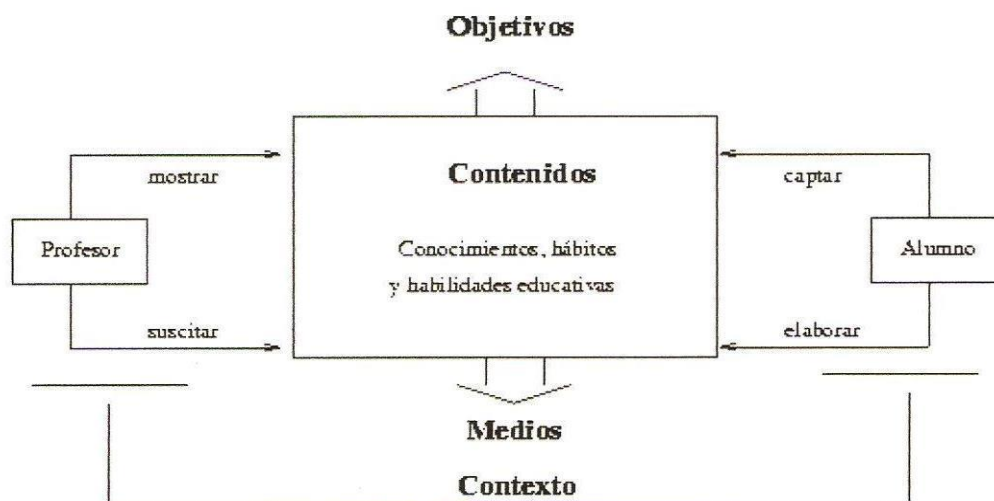 Objetivos
mostrar
Contenidos
captar
Profesor
Conocimientos, hábitos
y habilidades educativas
Alumno
suscitar
elaborar
Medios
Contexto